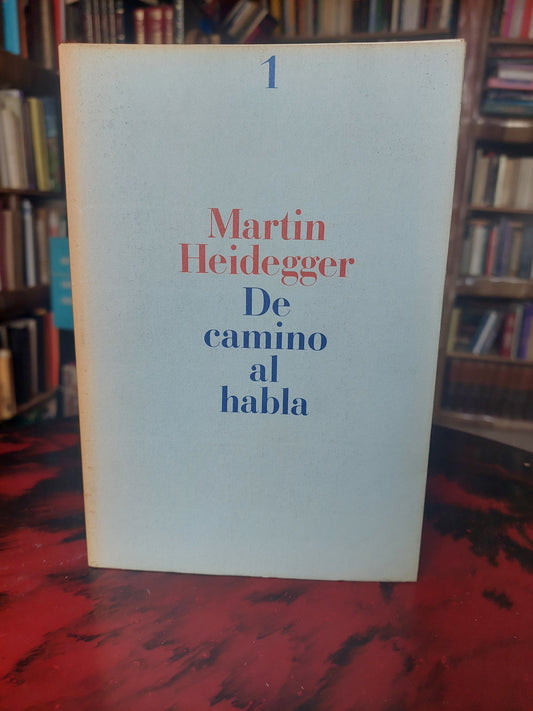 1
Martin
Heidegger
De
camino
al
habla